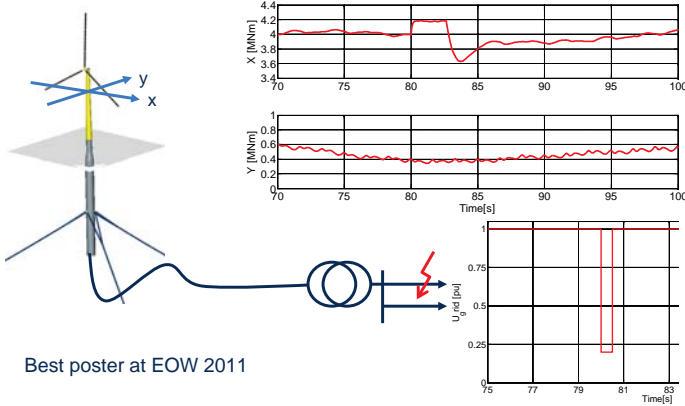 4.2
4
3.8
3.6
3.4
X [MNm]
70 75 80 85 90 95 100
y
x
1
0.8
0.6
0.4
0.2
0
Y [MNm]
70 75 80 85 90 95 100
Time[s]
1
0.75
0.5
0.25
0
U_grid [pu]
75 77 79 81 83
Time[s]
Best poster at EOW 2011